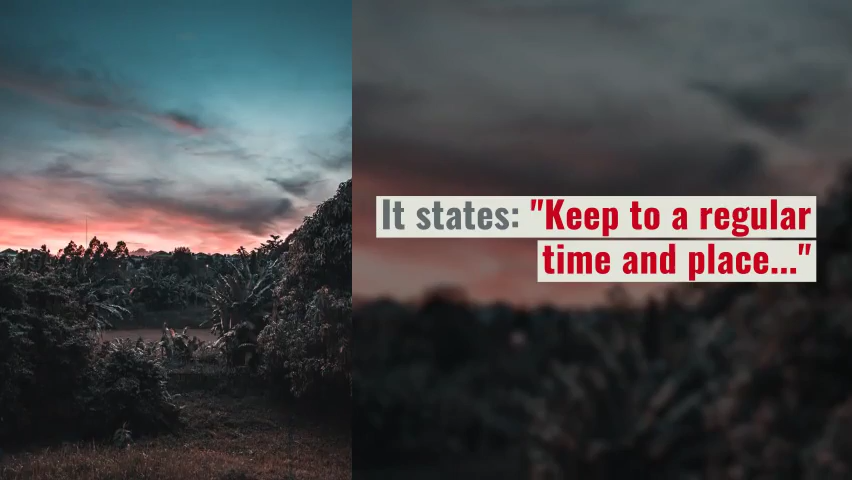 It states: "Keep to a regular
time and place..."